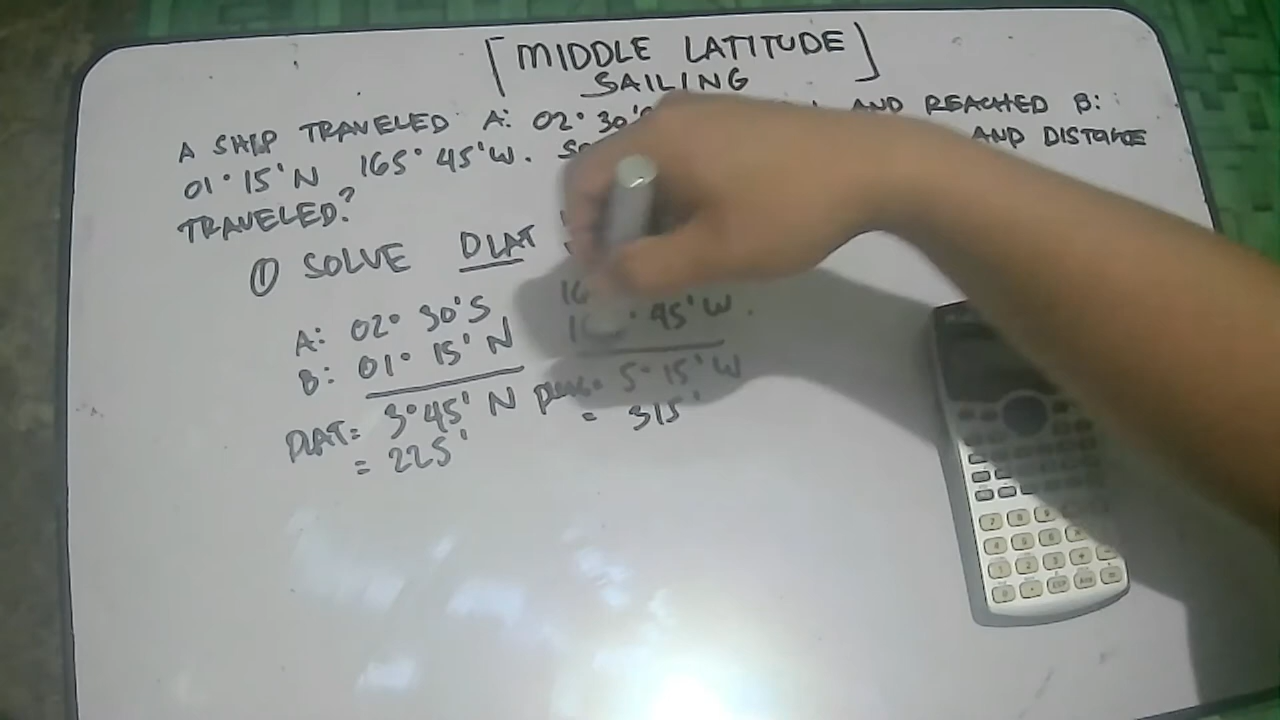 [MIDDLE LATITUDE]
SAILING
A SHIP TRAVELED A: 02° 30' AND REACHED B:
01° 15'N 165° 45'W. AND DISTANCE
TRAVELED?
① SOLVE DLAT
A: 02° 30'S
B: 01° 15' N 45'W.
DLAT= 3°45' N 5°15'W
= 225' = 315'